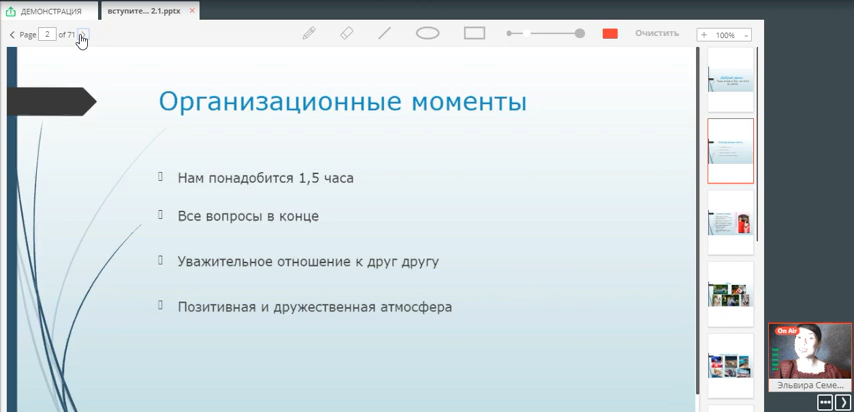 ДЕМОНСТРАЦИЯ
вступите... 2.1.pptx
Page 2 of 71
Очистить
100%
Организационные моменты
Нам понадобится 1,5 часа
Все вопросы в конце
Уважительное отношение к друг другу
Позитивная и дружественная атмосфера
On Air
Эльвира Семе...